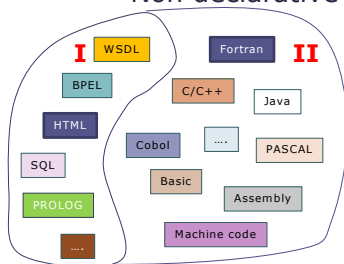 Non-declarative
I
WSDL
BPEL
HTML
SQL
PROLOG
....
Fortran
II
C/C++
Java
Cobol
....
PASCAL
Basic
Assembly
Machine code